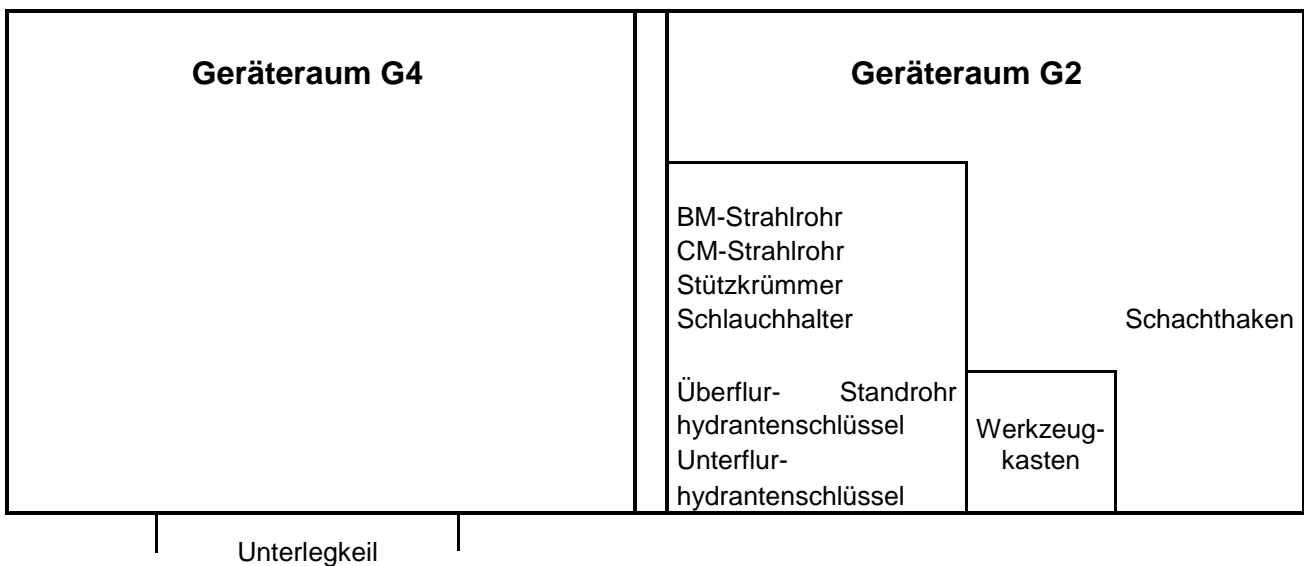 Geräteraum G4
Geräteraum G2
BM-Strahlrohr
CM-Strahlrohr
Stützkrümmer
Schlauchhalter
Schachthaken
Überflur- Standrohr
hydrantenschlüssel
Unterflur-
hydrantenschlüssel
Werkzeug-
kasten
Unterlegkeil